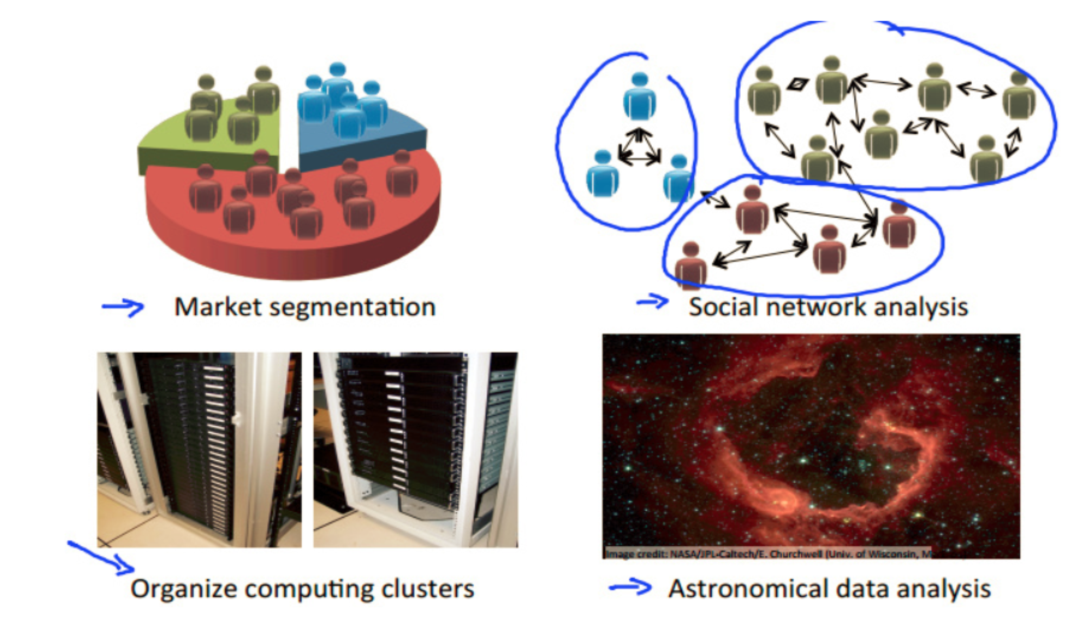 Market segmentation
Social network analysis
Image credit: NASA/JPL-Caltech/E. Churchwell (Univ. of Wisconsin, M
Organize computing clusters
Astronomical data analysis